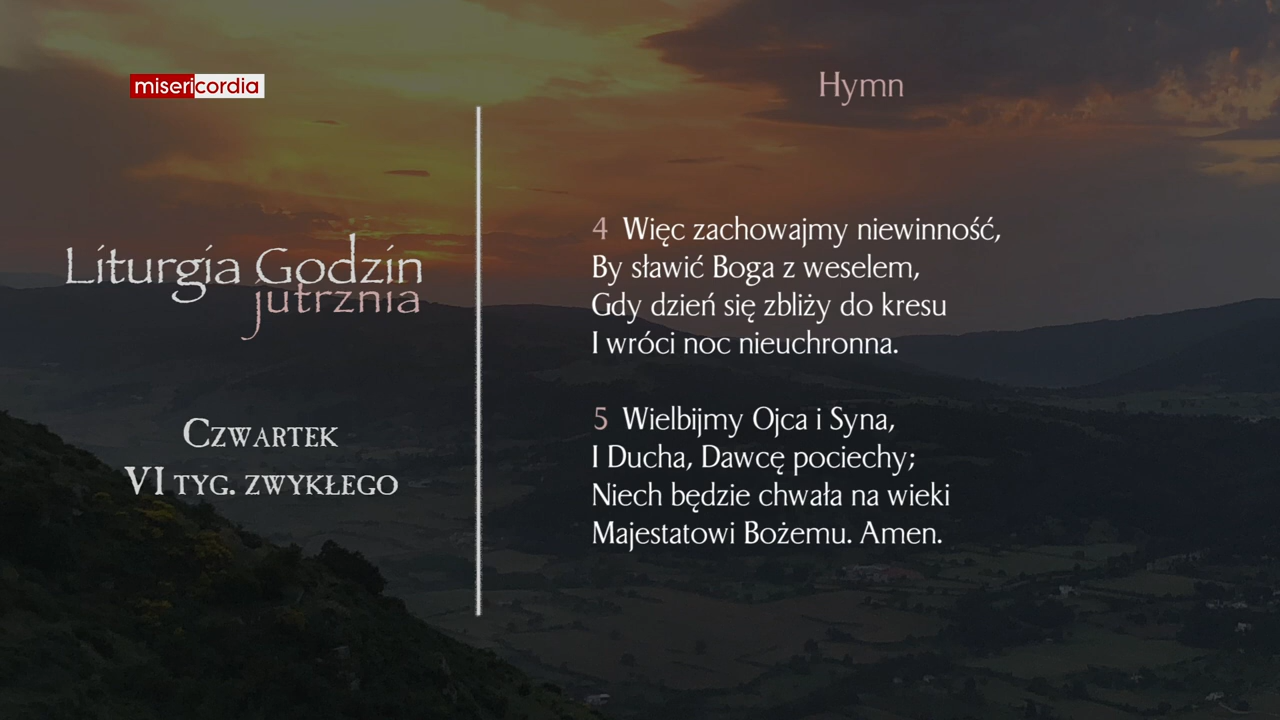 misericordia
Liturgia Godzin
jutrznia
Czwartek
VI tyg. zwykłego
Hymn
4 Więc zachowajmy niewinność,
By sławić Boga z weselem,
Gdy dzień się zbliży do kresu
I wróci noc nieuchronna.
5 Wielbijmy Ojca i Syna,
I Ducha, Dawcę pociechy;
Niech będzie chwała na wieki
Majestatowi Bożemu. Amen.